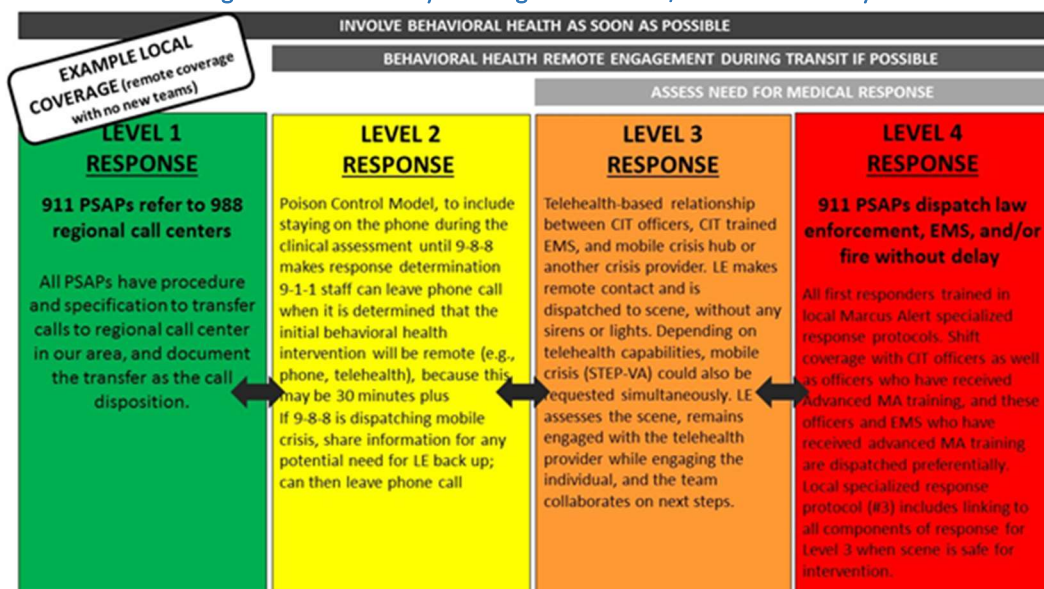 INVOLVE BEHAVIORAL HEALTH AS SOON AS POSSIBLE
BEHAVIORAL HEALTH REMOTE ENGAGEMENT DURING TRANSIT IF POSSIBLE
ASSESS NEED FOR MEDICAL RESPONSE
EXAMPLE LOCAL
COVERAGE (remote coverage
with no new teams)
LEVEL 1
RESPONSE
911 PSAPs refer to 988
regional call centers
All PSAPs have procedure
and specification to transfer
calls to regional call center
in our area, and document
the transfer as the call
disposition.
LEVEL 2
RESPONSE
Poison Control Model, to include
staying on the phone during the
clinical assessment until 9-8-8
makes response determination
9-1-1 staff can leave phone call
when it is determined that the
initial behavioral health
intervention will be remote (e.g.,
phone, telehealth), because this
may be 30 minutes plus
If 9-8-8 is dispatching mobile
crisis, share information for any
potential need for LE back up;
can then leave phone call
LEVEL 3
RESPONSE
Telehealth-based relationship
between CIT officers, CIT trained
EMS, and mobile crisis hub or
another crisis provider. LE makes
remote contact and is
dispatched to scene, without any
sirens or lights. Depending on
telehealth capabilities, mobile
crisis (STEP-VA) could also be
requested simultaneously. LE
assesses the scene, remains
engaged with the telehealth
provider while engaging the
individual, and the team
collaborates on next steps.
LEVEL 4
RESPONSE
911 PSAPs dispatch law
enforcement, EMS, and/or
fire without delay
All first responders trained in
local Marcus Alert specialized
response protocols. Shift
coverage with CIT officers as well
as officers who have received
Advanced MA training, and these
officers and EMS who have
received advanced MA training
are dispatched preferentially.
Local specialized response
protocol (#3) includes linking to
all components of response for
Level 3 when scene is safe for
intervention.